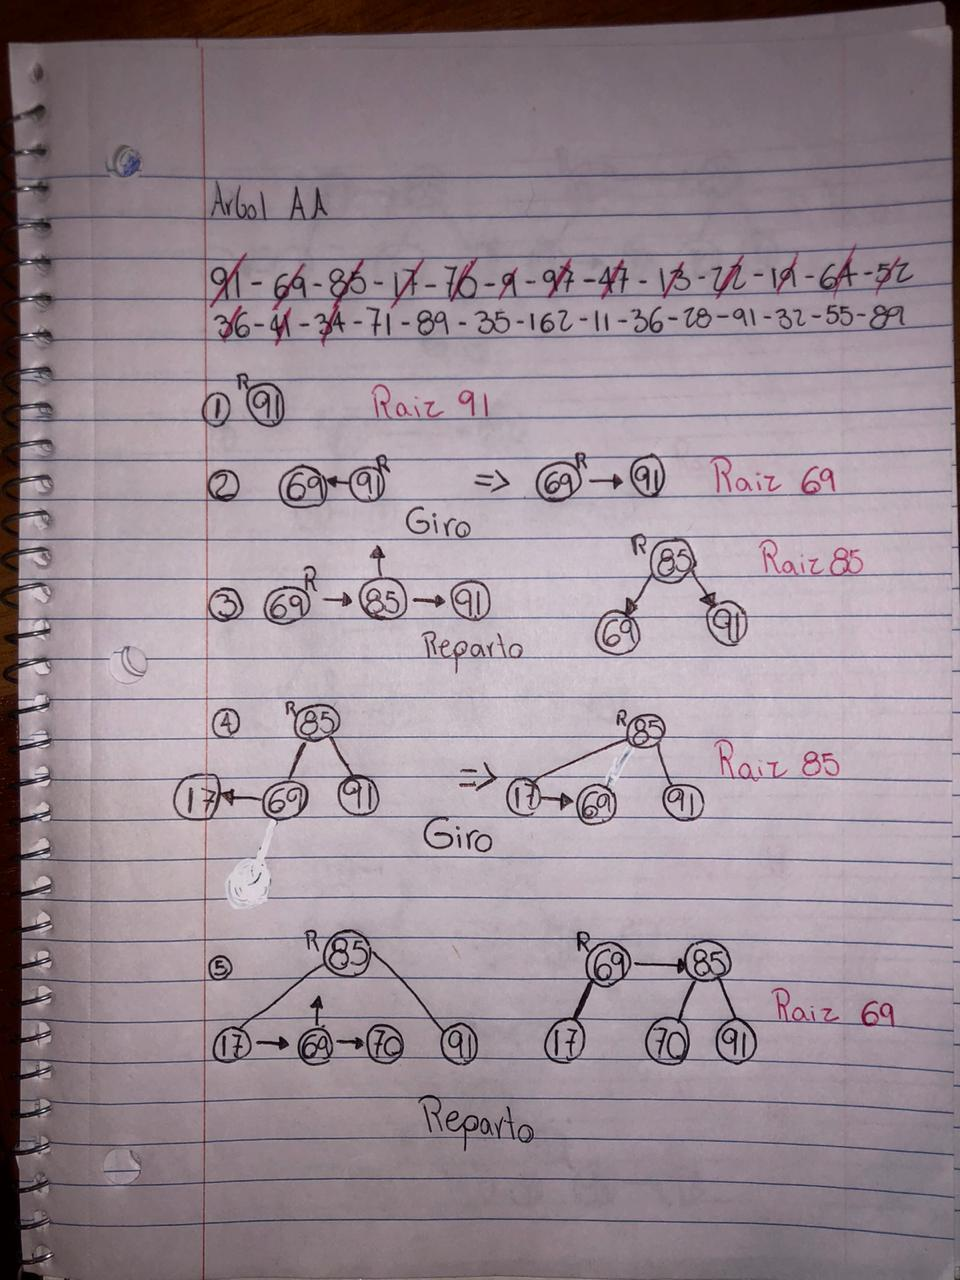 Arbol AA
91-69-85-17-70-9-97-47-13-22-19-64-52
36-41-34-71-89-35-162-11-36-28-91-32-55-89
① R 91 Raiz 91
② 69 91 R => 69 R 91 Raiz 69
Giro
③ 69 R 85 91 R 85 69 91 Raiz 85
Reparto
④ R 85 17 69 91 => R 85 17 69 91 Raiz 85
Giro
⑤ R 85 17 69 70 91 R 69 85 17 70 91 Raiz 69
Reparto